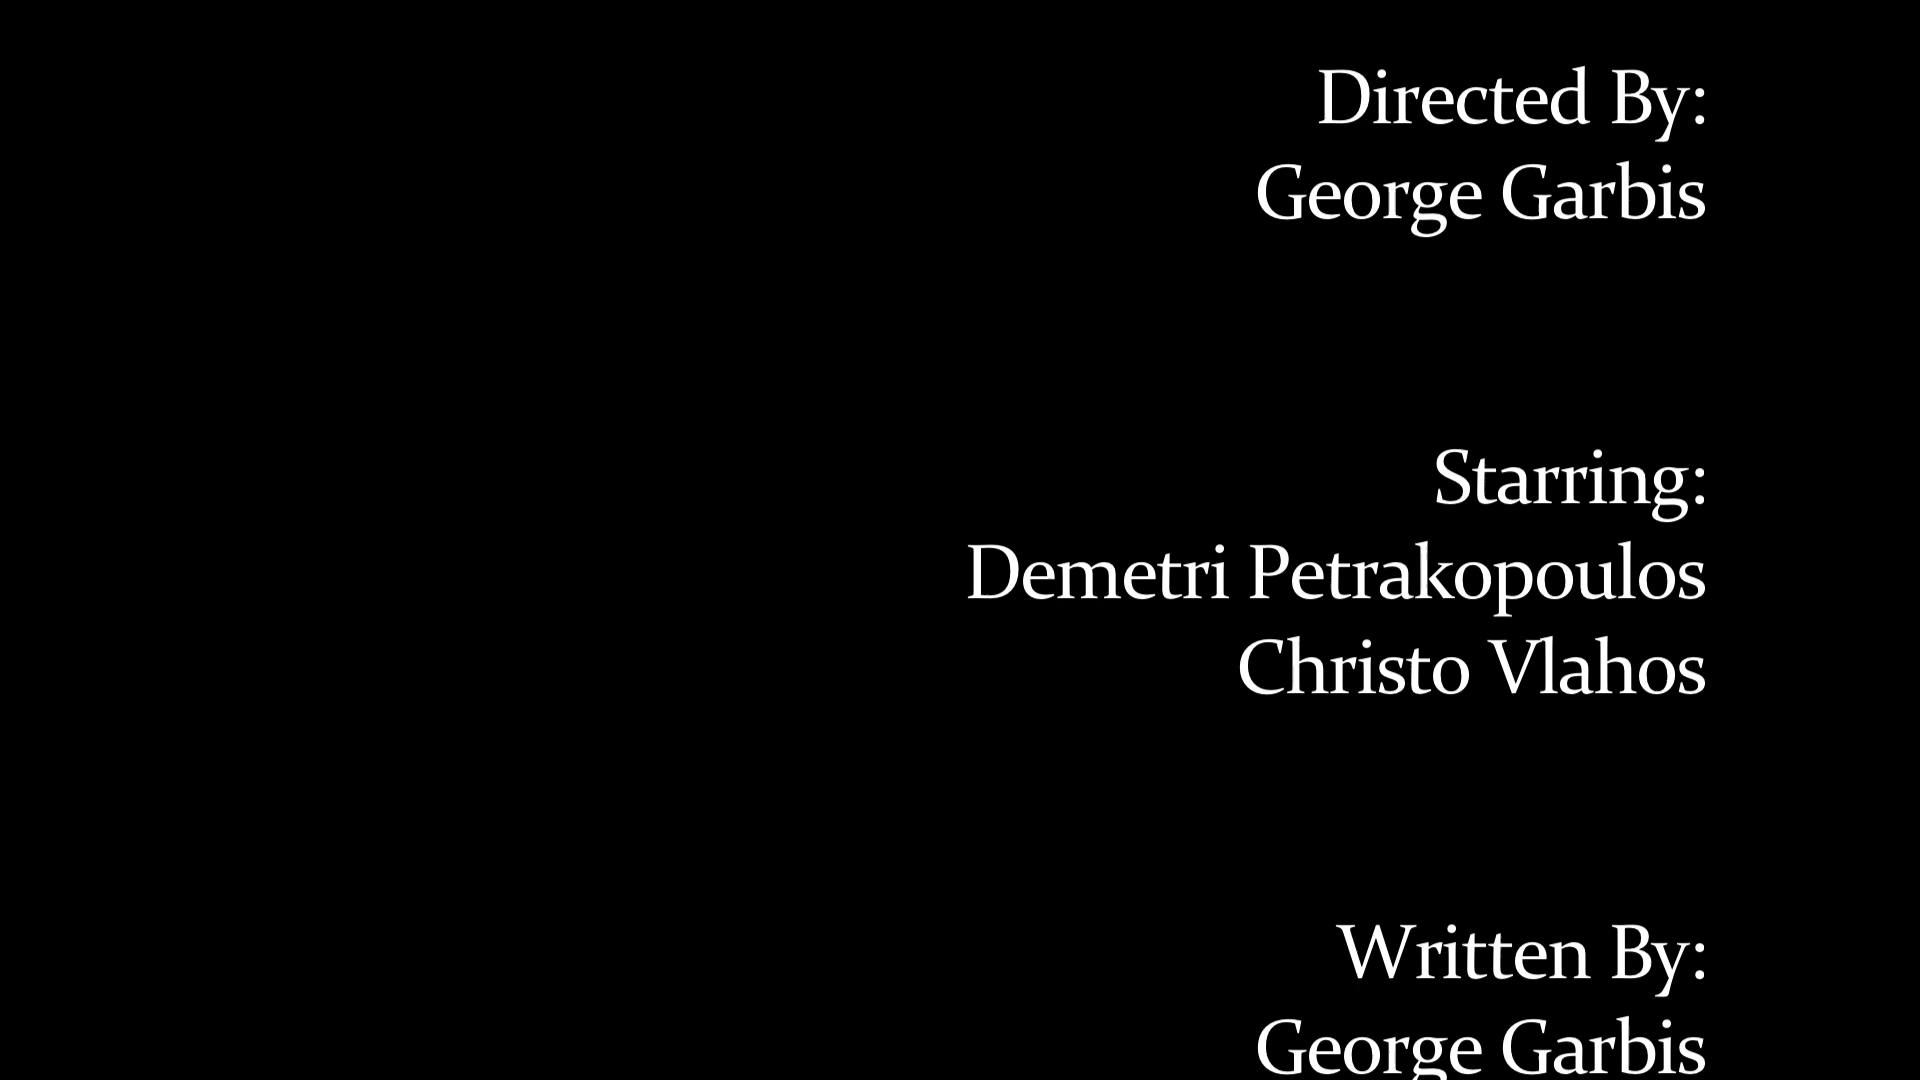 Directed By:
George Garbis
Starring:
Demetri Petrakopoulos
Christo Vlahos
Written By:
George Garbis